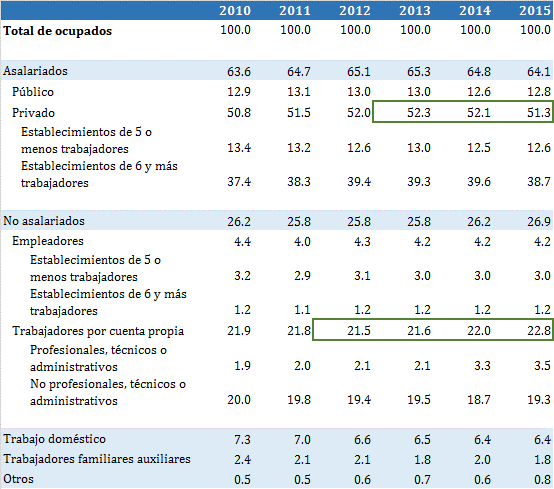 2010 2011 2012 2013 2014 2015
Total de ocupados 100.0 100.0 100.0 100.0 100.0 100.0
Asalariados 63.6 64.7 65.1 65.3 64.8 64.1
Público 12.9 13.1 13.0 13.0 12.6 12.8
Privado 50.8 51.5 52.0 52.3 52.1 51.3
Establecimientos de 5 o
menos trabajadores 13.4 13.2 12.6 13.0 12.5 12.6
Establecimientos de 6 y más
trabajadores 37.4 38.3 39.4 39.3 39.6 38.7
No asalariados 26.2 25.8 25.8 25.8 26.2 26.9
Empleadores 4.4 4.0 4.3 4.2 4.2 4.2
Establecimientos de 5 o
menos trabajadores 3.2 2.9 3.1 3.0 3.0 3.0
Establecimientos de 6 y más
trabajadores 1.2 1.1 1.2 1.2 1.2 1.2
Trabajadores por cuenta propia 21.9 21.8 21.5 21.6 22.0 22.8
Profesionales, técnicos o
administrativos 1.9 2.0 2.1 2.1 3.3 3.5
No profesionales, técnicos o
administrativos 20.0 19.8 19.4 19.5 18.7 19.3
Trabajo doméstico 7.3 7.0 6.6 6.5 6.4 6.4
Trabajadores familiares auxiliares 2.4 2.1 2.1 1.8 2.0 1.8
Otros 0.5 0.5 0.6 0.7 0.6 0.8